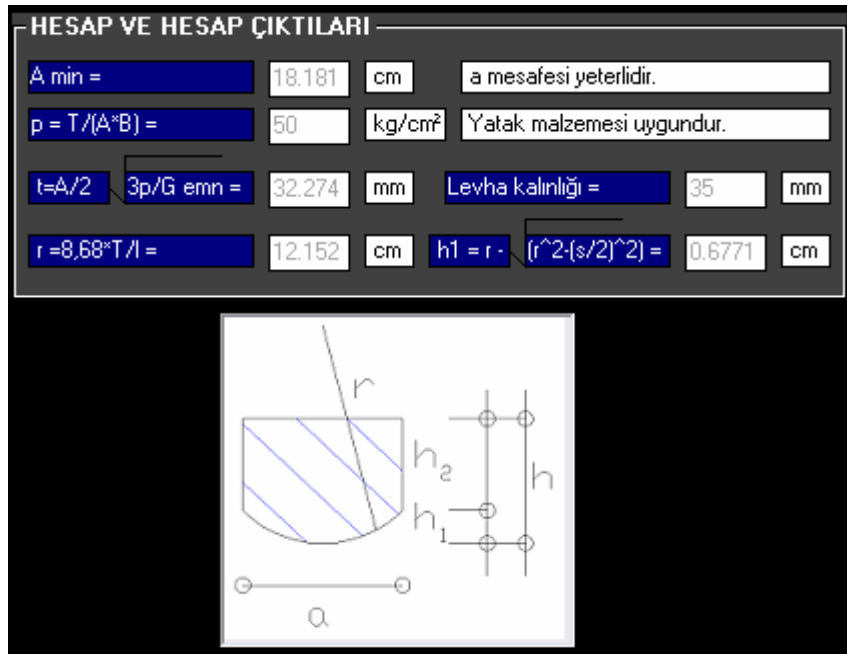 HESAP VE HESAP ÇIKTILARI
A min = 18.181 cm a mesafesi yeterlidir.
p = T/(A*B) = 50 kg/cm² Yatak malzemesi uygundur.
t=A/2 √ 3p/G emn = 32.274 mm Levha kalınlığı = 35 mm
r =8,68*T/l = 12.152 cm h1 = r - √ (r^2-(s/2)^2) = 0.6771 cm
r
h2
h
h1
a